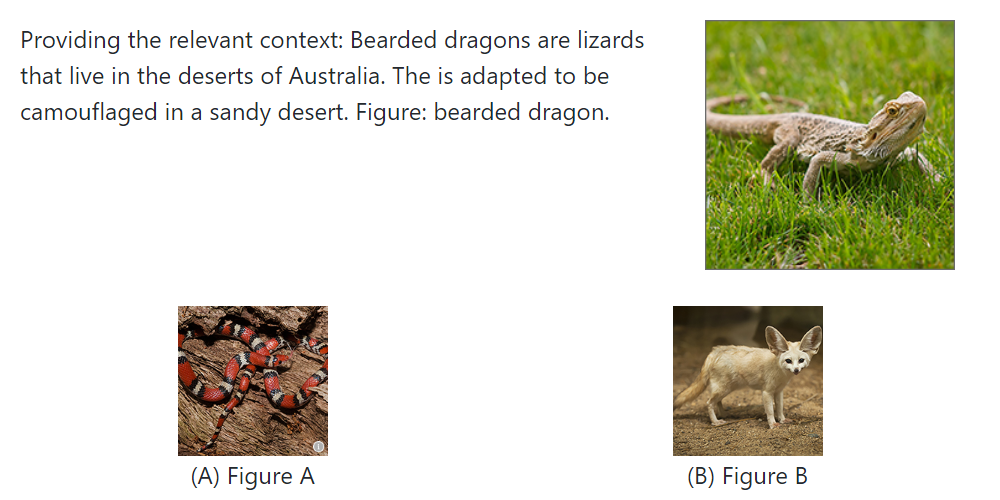 Providing the relevant context: Bearded dragons are lizards
that live in the deserts of Australia. The is adapted to be
camouflaged in a sandy desert. Figure: bearded dragon.
(A) Figure A
(B) Figure B